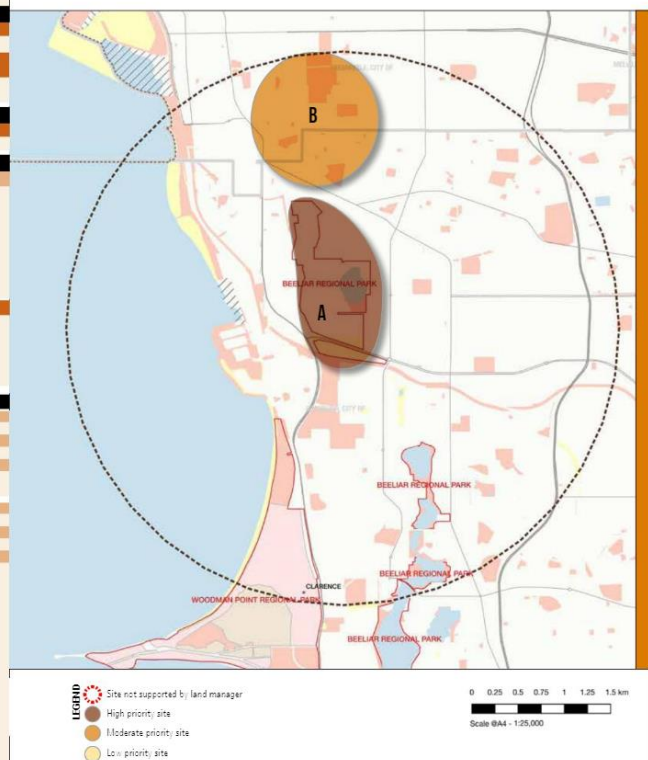 B
BEELIAR REGIONAL PARK
A
BEELIAR REGIONAL PARK
BEELIAR REGIONAL PARK
CLARENCE
WOODMAN POINT REGIONAL PARK
BEELIAR REGIONAL PARK
LEGEND
Site not supported by land manager
High priority site
Moderate priority site
Low priority site
0 0.25 0.5 0.75 1 1.25 1.5 km
Scale @A4 - 1:25,000